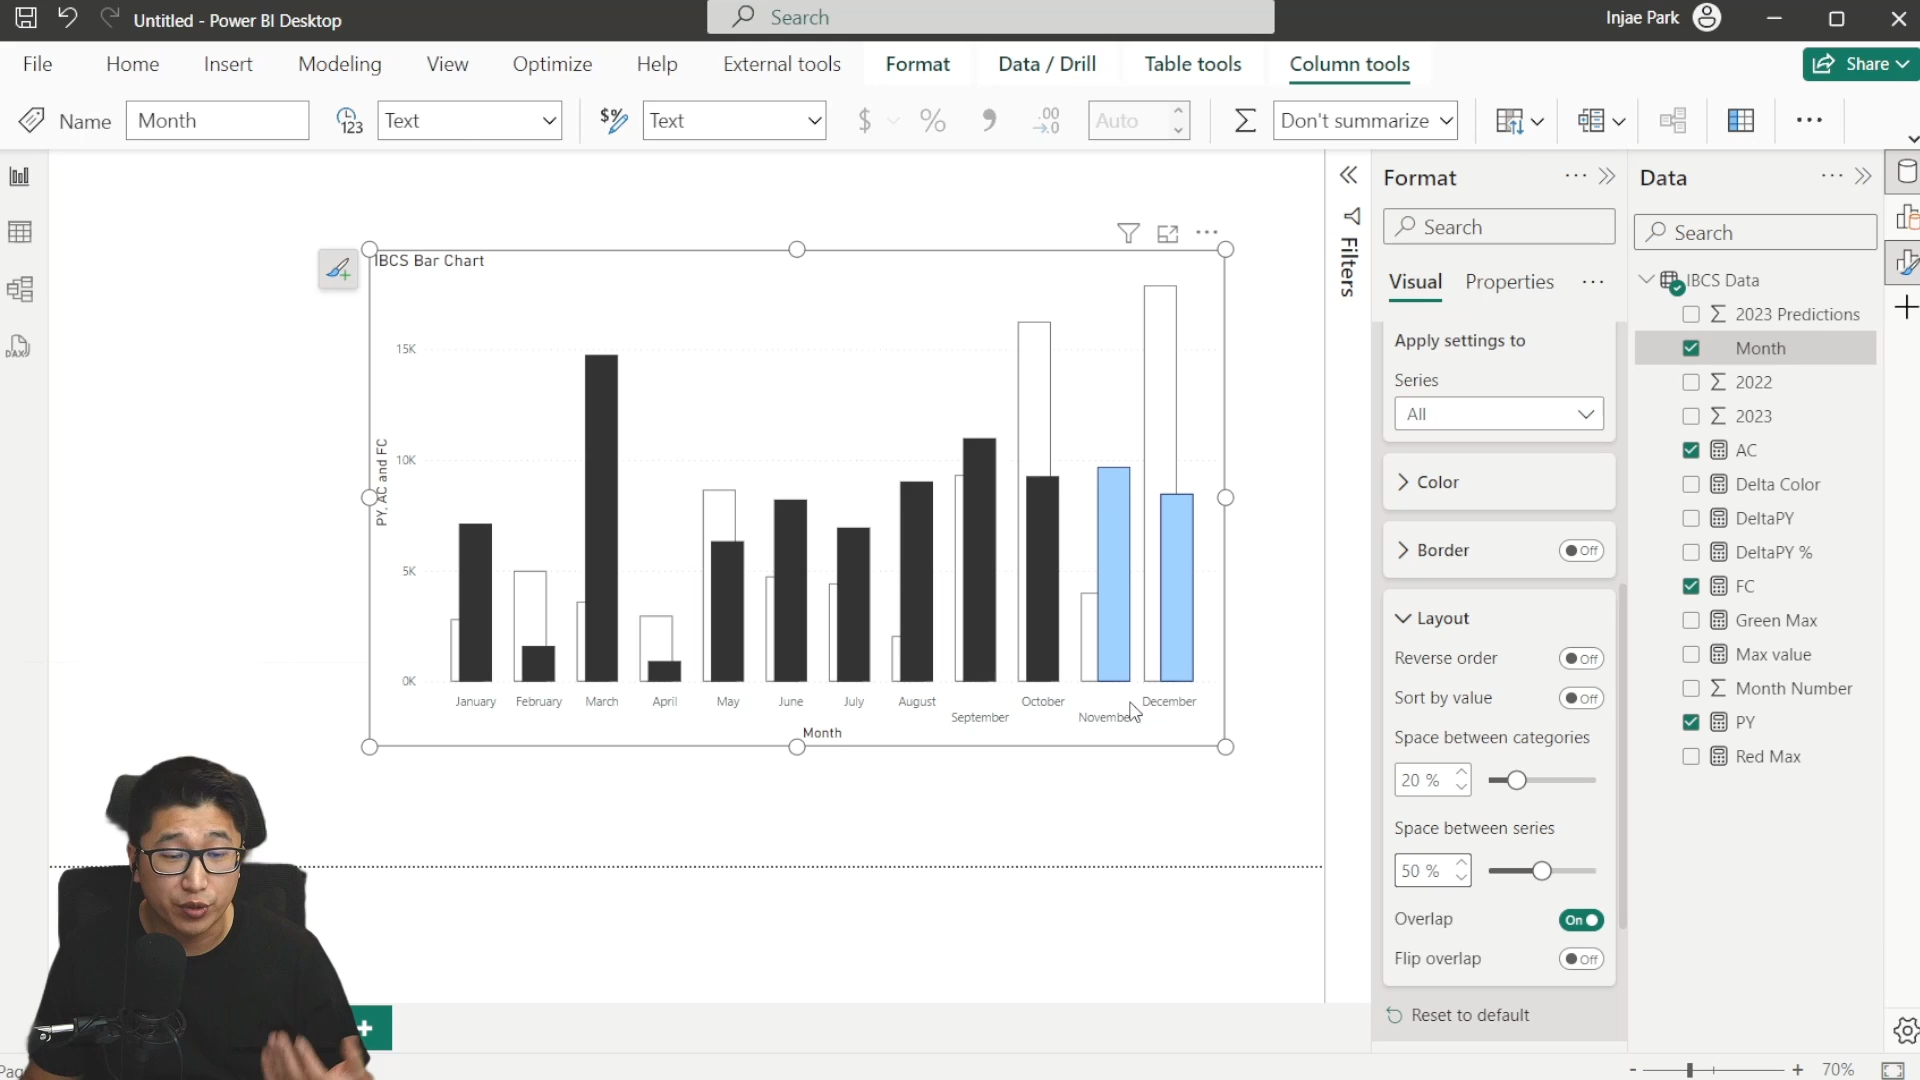 Untitled - Power BI Desktop
Search
Injae Park
File Home Insert Modeling View Optimize Help External tools Format Data / Drill Table tools Column tools
Share
Name Month Text $% Text $ % .00 Auto Σ Don't summarize
IBCS Bar Chart
15K
10K
5K
0K
PY, AC and FC
January February March April May June July August September October November December
Month
Filters
Format
Search
Visual Properties
Apply settings to
Series
All
Color
Border Off
Layout
Reverse order Off
Sort by value Off
Space between categories
20 %
Space between series
50 %
Overlap On
Flip overlap Off
Reset to default
Data
Search
IBCS Data
Σ 2023 Predictions
Month
Σ 2022
Σ 2023
AC
Delta Color
DeltaPY
DeltaPY %
FC
Green Max
Max value
Σ Month Number
PY
Red Max
DAX
Pag
- + 70%